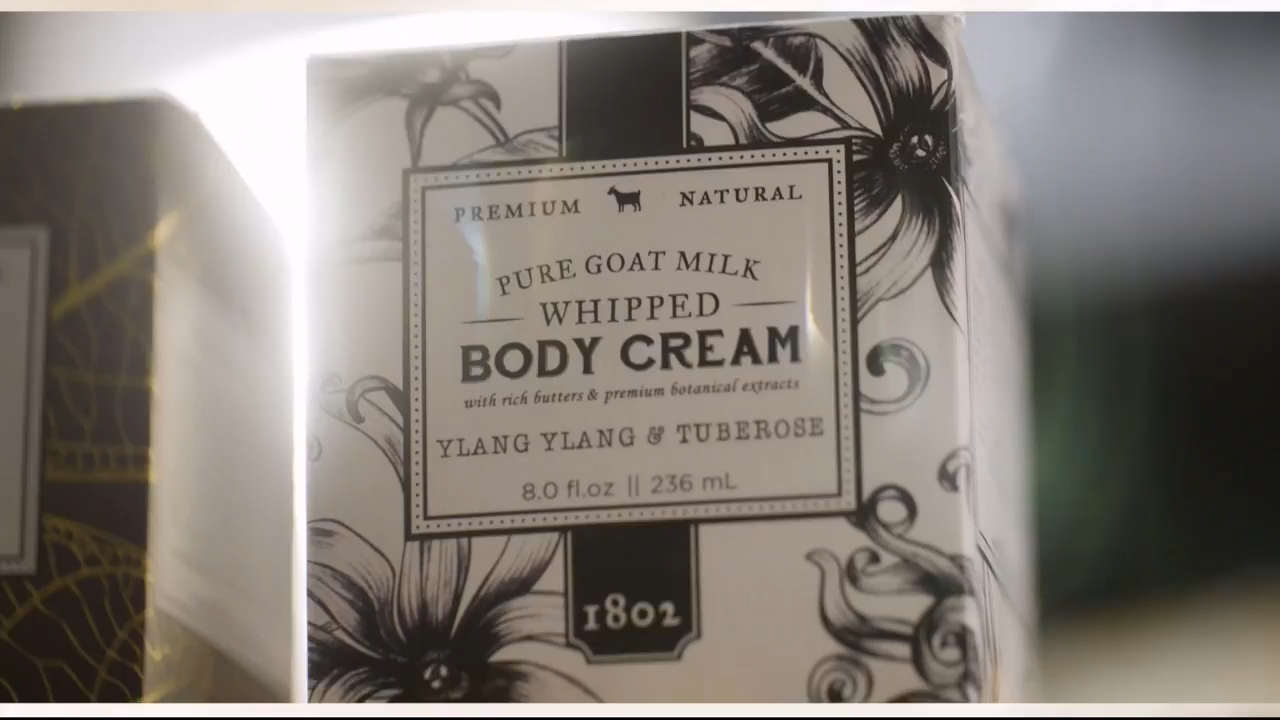 PREMIUM NATURAL
PURE GOAT MILK
WHIPPED
BODY CREAM
with rich butters & premium botanical extracts
YLANG YLANG & TUBEROSE
8.0 fl.oz || 236 mL
1802